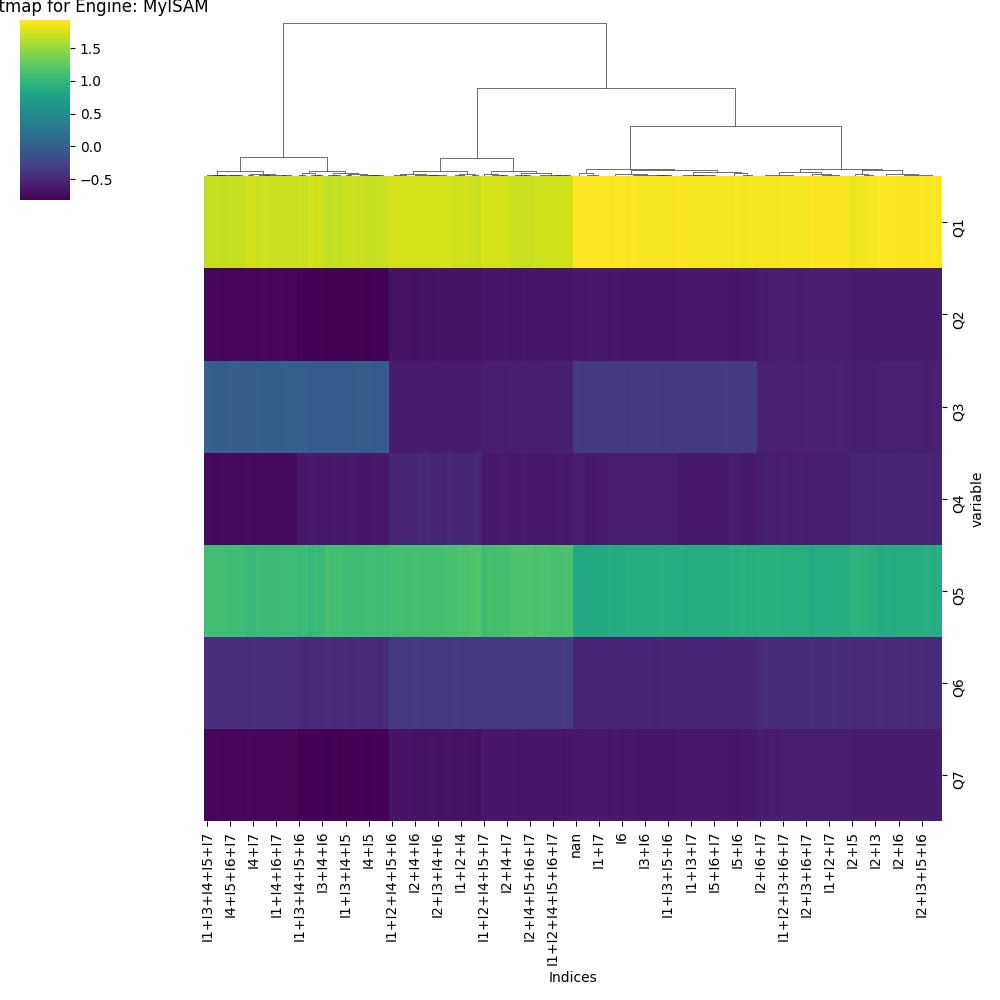 tmap for Engine: MyISAM
1.5
1.0
0.5
0.0
−0.5
Q1
Q2
Q3
Q4
Q5
Q6
Q7
variable
I1+I3+I4+I5+I7
I4+I5+I6+I7
I4+I7
I1+I4+I6+I7
I1+I3+I4+I5+I6
I3+I4+I6
I1+I3+I4+I5
I4+I5
I1+I2+I4+I5+I6
I2+I4+I6
I2+I3+I4+I6
I1+I2+I4
I1+I2+I4+I5+I7
I2+I4+I7
I2+I4+I5+I6+I7
I1+I2+I4+I5+I6+I7
nan
I1+I7
I6
I3+I6
I1+I3+I5+I6
I1+I3+I7
I5+I6+I7
I5+I6
I2+I6+I7
I1+I2+I3+I6+I7
I2+I3+I6+I7
I1+I2+I7
I2+I5
I2+I3
I2+I6
I2+I3+I5+I6
Indices